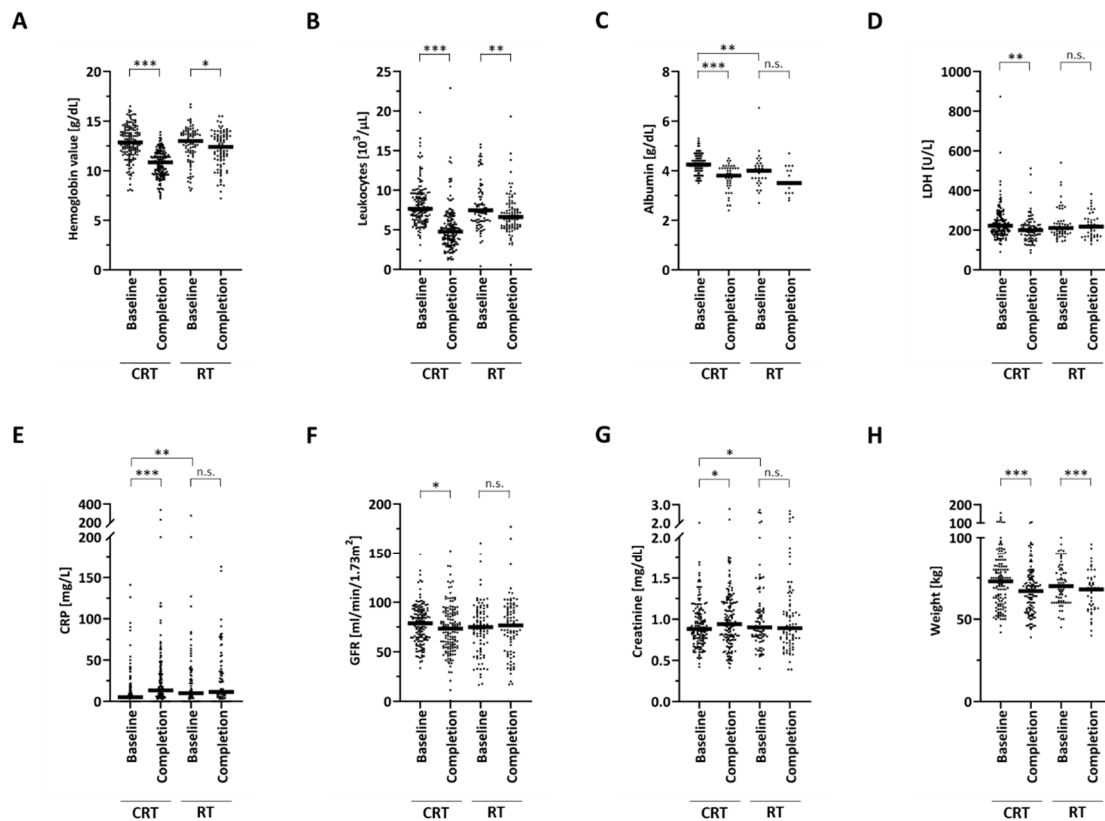 A
***
*
20
15
10
5
0
Hemoglobin value [g/dL]
Baseline
Completion
Baseline
Completion
CRT
RT
B
***
**
25
20
15
10
5
0
Leukocytes [10³/µL]
Baseline
Completion
Baseline
Completion
CRT
RT
C
**
***
n.s.
8
6
4
2
0
Albumin [g/dL]
Baseline
Completion
Baseline
Completion
CRT
RT
D
**
n.s.
1000
800
600
400
200
0
LDH [U/L]
Baseline
Completion
Baseline
Completion
CRT
RT
E
**
***
n.s.
400
200
150
100
50
0
CRP [mg/L]
Baseline
Completion
Baseline
Completion
CRT
RT
F
*
n.s.
200
150
100
50
0
GFR [ml/min/1.73m²]
Baseline
Completion
Baseline
Completion
CRT
RT
G
*
*
n.s.
3.0
2.0
2.0
1.5
1.0
0.5
0.0
Creatinine [mg/dL]
Baseline
Completion
Baseline
Completion
CRT
RT
H
***
***
200
100
100
50
0
Weight [kg]
Baseline
Completion
Baseline
Completion
CRT
RT